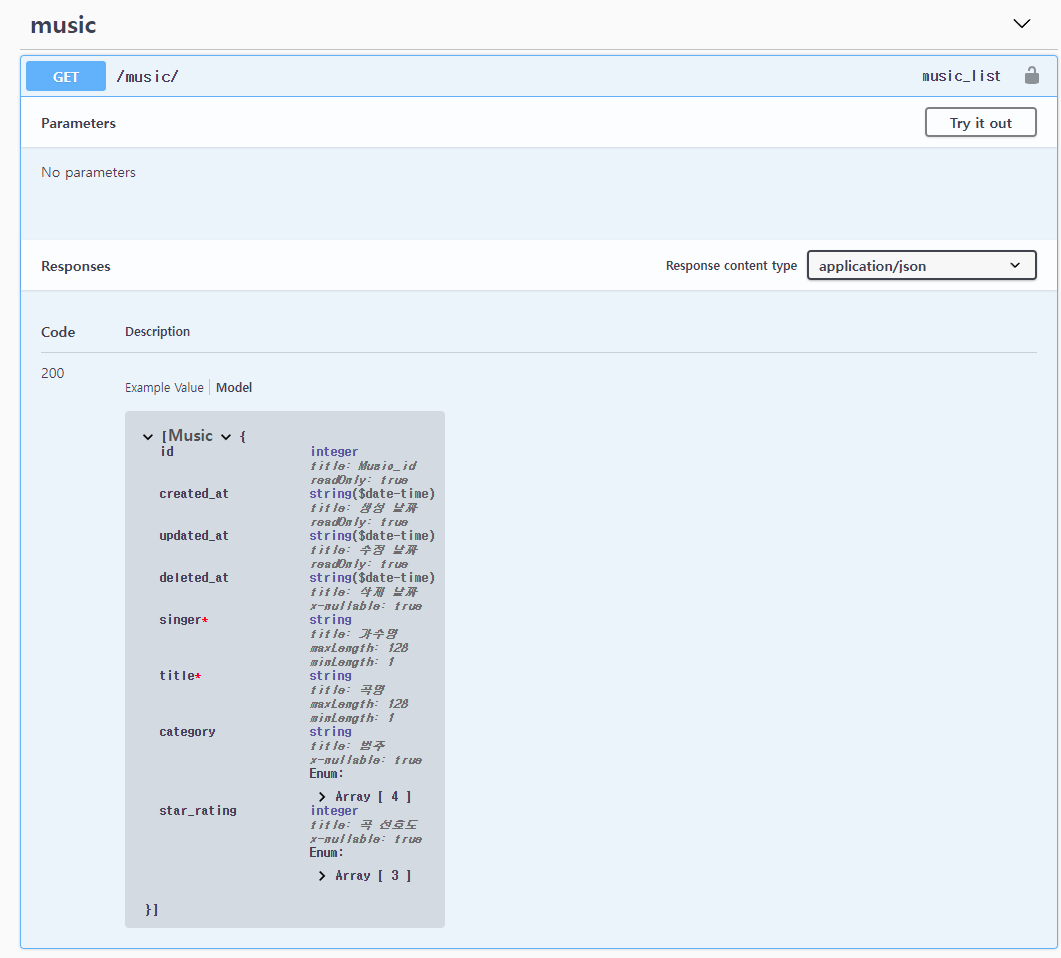 music
GET /music/ music_list
Parameters Try it out
No parameters
Responses Response content type application/json
Code Description
200
Example Value Model
[Music {
id integer
title: Music_id
readOnly: true
created_at string($date-time)
title: 생성 날짜
readOnly: true
updated_at string($date-time)
title: 수정 날짜
readOnly: true
deleted_at string($date-time)
title: 삭제 날짜
x-nullable: true
singer* string
title: 가수명
maxLength: 128
minLength: 1
title* string
title: 곡명
maxLength: 128
minLength: 1
category string
title: 범주
x-nullable: true
Enum:
Array [ 4 ]
star_rating integer
title: 곡 선호도
x-nullable: true
Enum:
Array [ 3 ]
}]